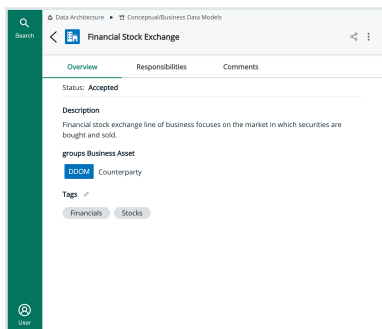 Search
Data Architecture ▸ Conceptual/Business Data Models
Financial Stock Exchange
Overview Responsibilities Comments
Status: Accepted
Description
Financial stock exchange line of business focuses on the market in which securities are
bought and sold.
groups Business Asset
DDOM Counterparty
Tags
Financials Stocks
User